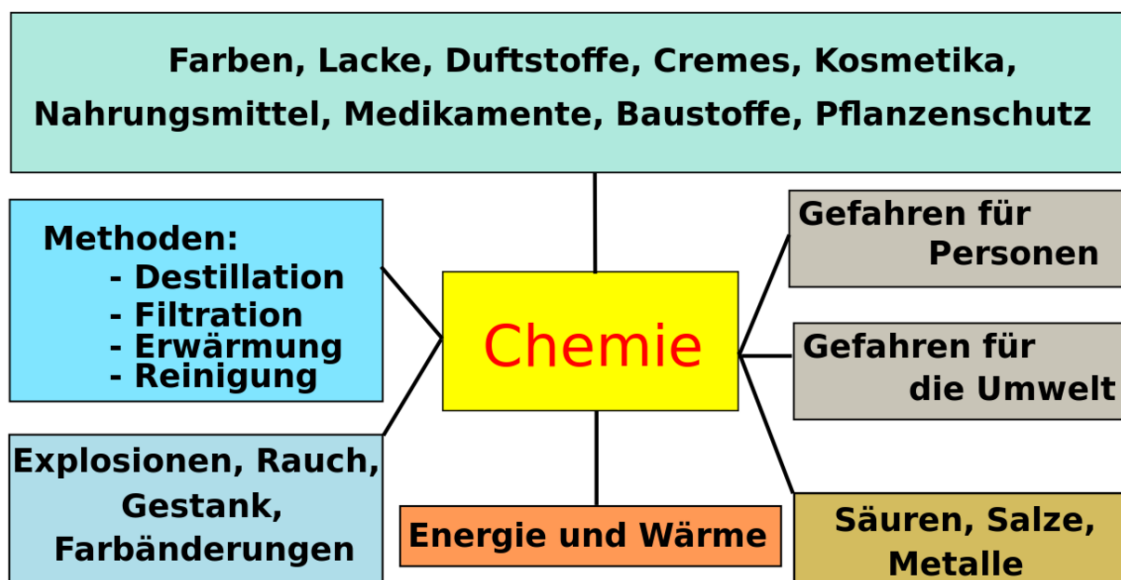 Farben, Lacke, Duftstoffe, Cremes, Kosmetika,
Nahrungsmittel, Medikamente, Baustoffe, Pflanzenschutz
Methoden:
- Destillation
- Filtration
- Erwärmung
- Reinigung
Chemie
Gefahren für
Personen
Gefahren für
die Umwelt
Explosionen, Rauch,
Gestank,
Farbänderungen
Energie und Wärme
Säuren, Salze,
Metalle